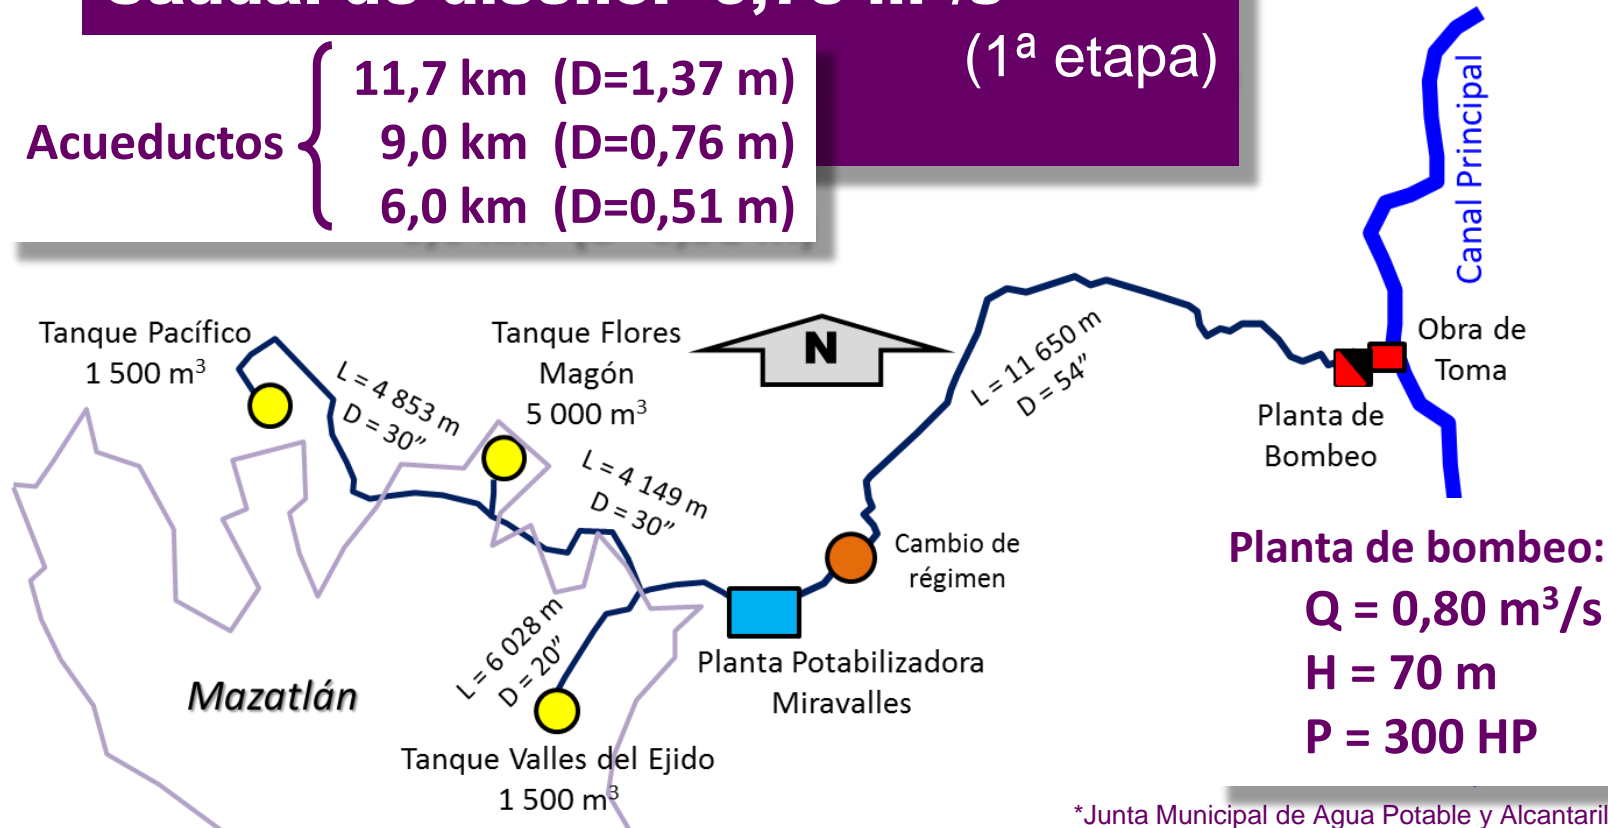 (1ª etapa)
Acueductos
11,7 km (D=1,37 m)
9,0 km (D=0,76 m)
6,0 km (D=0,51 m)
Canal Principal
Obra de
Toma
Planta de
Bombeo
L = 11 650 m
D = 54”
N
Tanque Pacífico
1 500 m³
L = 4 853 m
D = 30”
Tanque Flores
Magón
5 000 m³
L = 4 149 m
D = 30”
Cambio de
régimen
Planta Potabilizadora
Miravalles
L = 6 028 m
D = 20”
Mazatlán
Tanque Valles del Ejido
1 500 m³
Planta de bombeo:
Q = 0,80 m³/s
H = 70 m
P = 300 HP
*Junta Municipal de Agua Potable y